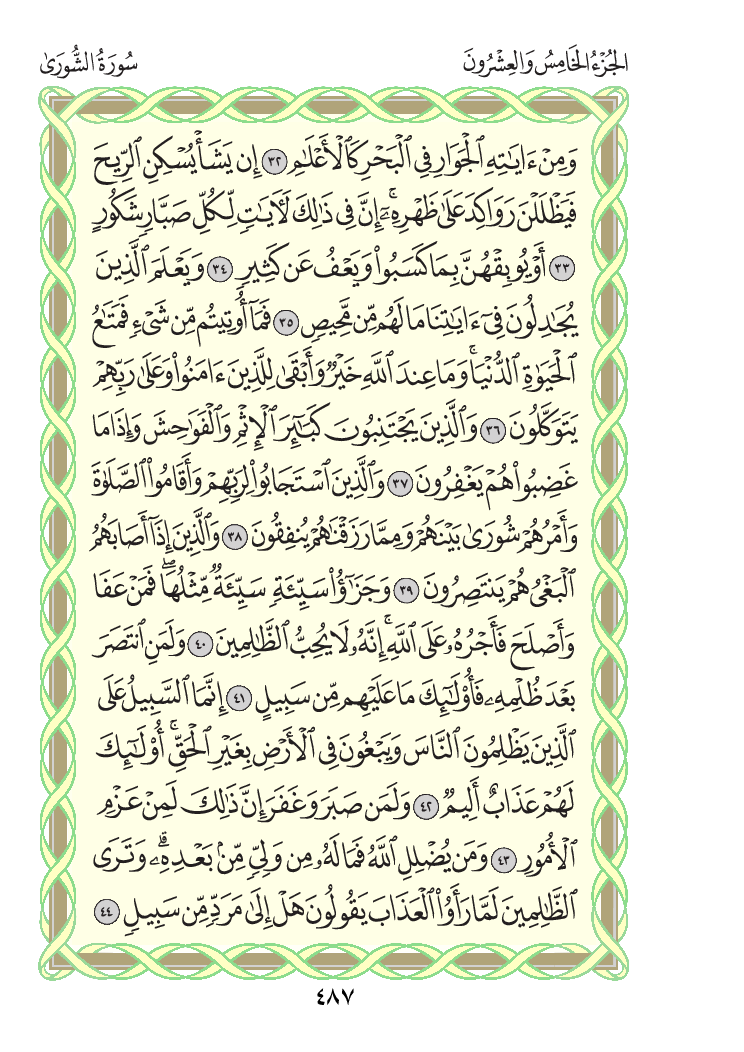 الجُزْءُ الخَامِسُ وَالعِشْرُونَ
سُورَةُ الشُّورَىٰ
وَمِنْ ءَايَٰتِهِ ٱلْجَوَارِ فِي ٱلْبَحْرِ كَٱلْأَعْلَٰمِ ٣٢ إِن يَشَأْ يُسْكِنِ ٱلرِّيحَ
فَيَظْلَلْنَ رَوَاكِدَ عَلَىٰ ظَهْرِهِۦٓ ۚ إِنَّ فِي ذَٰلِكَ لَأٓيَٰتٖ لِّكُلِّ صَبَّارٖ شَكُورٍ
٣٣ أَوْ يُوبِقْهُنَّ بِمَا كَسَبُوا۟ وَيَعْفُ عَن كَثِيرٖ ٣٤ وَيَعْلَمَ ٱلَّذِينَ
يُجَٰدِلُونَ فِيٓ ءَايَٰتِنَا مَا لَهُم مِّن مَّحِيصٖ ٣٥ فَمَآ أُوتِيتُم مِّن شَيْءٖ فَمَتَٰعُ
ٱلْحَيَوٰةِ ٱلدُّنْيَا ۚ وَمَا عِندَ ٱللَّهِ خَيْرٞ وَأَبْقَىٰ لِلَّذِينَ ءَامَنُوا۟ وَعَلَىٰ رَبِّهِمْ
يَتَوَكَّلُونَ ٣٦ وَٱلَّذِينَ يَجْتَنِبُونَ كَبَٰٓئِرَ ٱلْإِثْمِ وَٱلْفَوَٰحِشَ وَإِذَا مَا
غَضِبُوا۟ هُمْ يَغْفِرُونَ ٣٧ وَٱلَّذِينَ ٱسْتَجَابُوا۟ لِرَبِّهِمْ وَأَقَامُوا۟ ٱلصَّلَوٰةَ
وَأَمْرُهُمْ شُورَىٰ بَيْنَهُمْ وَمِمَّا رَزَقْنَٰهُمْ يُنفِقُونَ ٣٨ وَٱلَّذِينَ إِذَآ أَصَابَهُمُ
ٱلْبَغْيُ هُمْ يَنتَصِرُونَ ٣٩ وَجَزَٰٓؤُا۟ سَيِّئَةٖ سَيِّئَةٞ مِّثْلُهَا ۖ فَمَنْ عَفَا
وَأَصْلَحَ فَأَجْرُهُۥ عَلَى ٱللَّهِ ۚ إِنَّهُۥ لَا يُحِبُّ ٱلظَّٰلِمِينَ ٤٠ وَلَمَنِ ٱنتَصَرَ
بَعْدَ ظُلْمِهِۦ فَأُو۟لَٰٓئِكَ مَا عَلَيْهِم مِّن سَبِيلٍ ٤١ إِنَّمَا ٱلسَّبِيلُ عَلَى
ٱلَّذِينَ يَظْلِمُونَ ٱلنَّاسَ وَيَبْغُونَ فِي ٱلْأَرْضِ بِغَيْرِ ٱلْحَقِّ ۚ أُو۟لَٰٓئِكَ
لَهُمْ عَذَابٌ أَلِيمٞ ٤٢ وَلَمَن صَبَرَ وَغَفَرَ إِنَّ ذَٰلِكَ لَمِنْ عَزْمِ
ٱلْأُمُورِ ٤٣ وَمَن يُضْلِلِ ٱللَّهُ فَمَا لَهُۥ مِن وَلِيّٖ مِّنۢ بَعْدِهِۦ ۗ وَتَرَى
ٱلظَّٰلِمِينَ لَمَّا رَأَوُا۟ ٱلْعَذَابَ يَقُولُونَ هَلْ إِلَىٰ مَرَدّٖ مِّن سَبِيلٖ ٤٤
٤٨٧